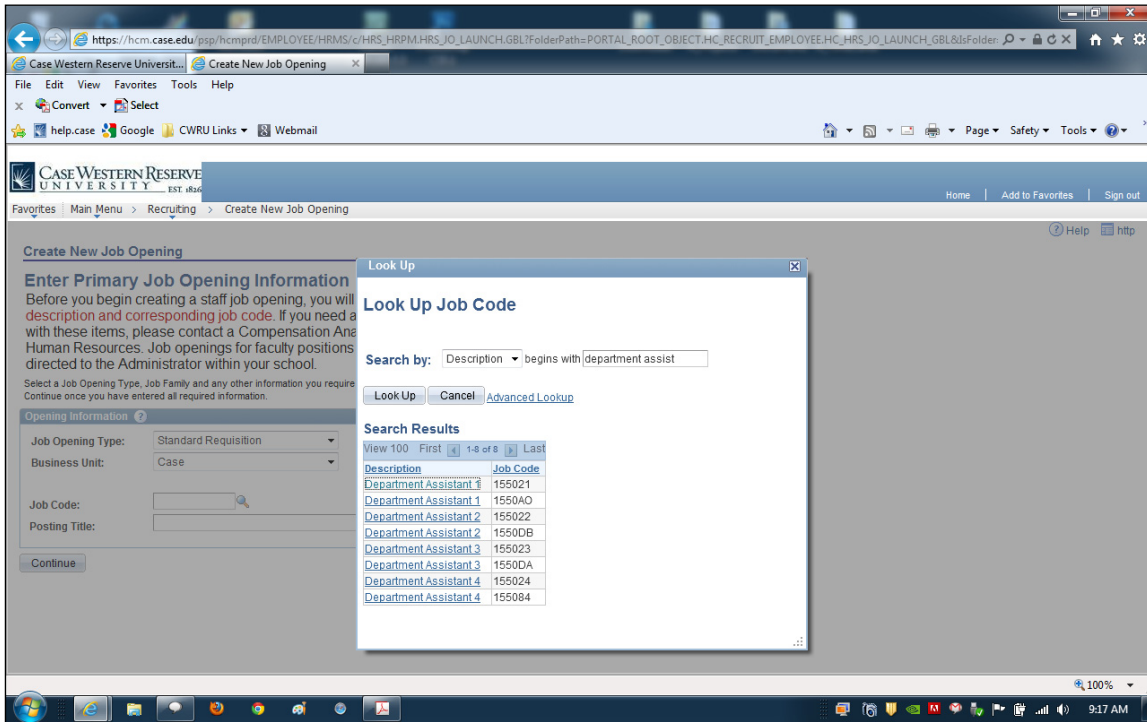 https://hcm.case.edu/psp/hcmprd/EMPLOYEE/HRMS/c/HRS_HRPM.HRS_JO_LAUNCH.GBL?FolderPath=PORTAL_ROOT_OBJECT.HC_RECRUIT_EMPLOYEE.HC_HRS_JO_LAUNCH_GBL&IsFolder:
Case Western Reserve Universit... Create New Job Opening
File Edit View Favorites Tools Help
x Convert Select
help.case Google CWRU Links Webmail Page Safety Tools
CASE WESTERN RESERVE
UNIVERSITY EST. 1826
Home | Add to Favorites | Sign out
Favorites Main Menu > Recruiting > Create New Job Opening
Help http
Create New Job Opening
Enter Primary Job Opening Information
Before you begin creating a staff job opening, you will
description and corresponding job code. If you need a
with these items, please contact a Compensation Ana
Human Resources. Job openings for faculty positions
directed to the Administrator within your school.
Select a Job Opening Type, Job Family and any other information you require
Continue once you have entered all required information.
Opening Information
Job Opening Type: Standard Requisition
Business Unit: Case
Job Code:
Posting Title:
Continue
Look Up
Look Up Job Code
Search by: Description begins with department assist
Look Up Cancel Advanced Lookup
Search Results
View 100 First 1-8 of 8 Last
Description Job Code
Department Assistant 1 155021
Department Assistant 1 1550AO
Department Assistant 2 155022
Department Assistant 2 1550DB
Department Assistant 3 155023
Department Assistant 3 1550DA
Department Assistant 4 155024
Department Assistant 4 155084
100%
9:17 AM